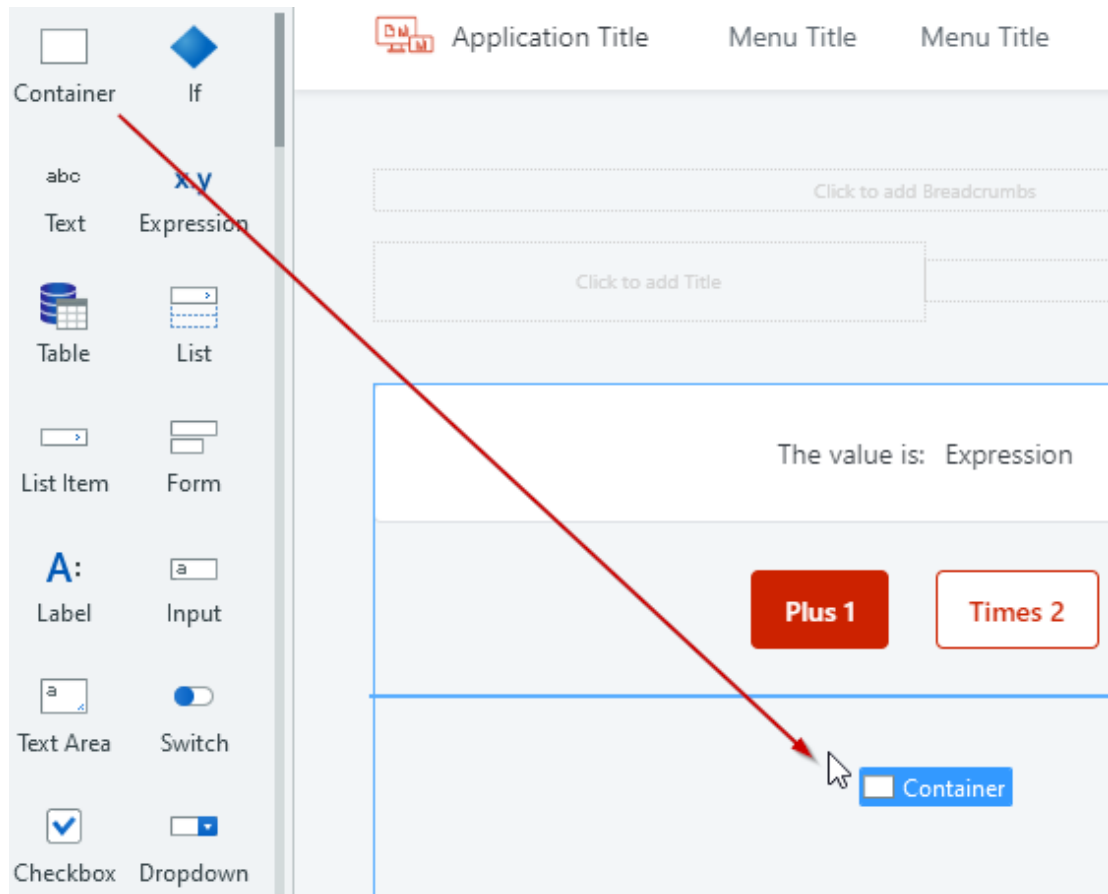 Container If
abc x.y
Text Expression
Table List
List Item Form
A: a
Label Input
a
Text Area Switch
Checkbox Dropdown
Application Title Menu Title Menu Title
Click to add Breadcrumbs
Click to add Title
The value is: Expression
Plus 1 Times 2
Container